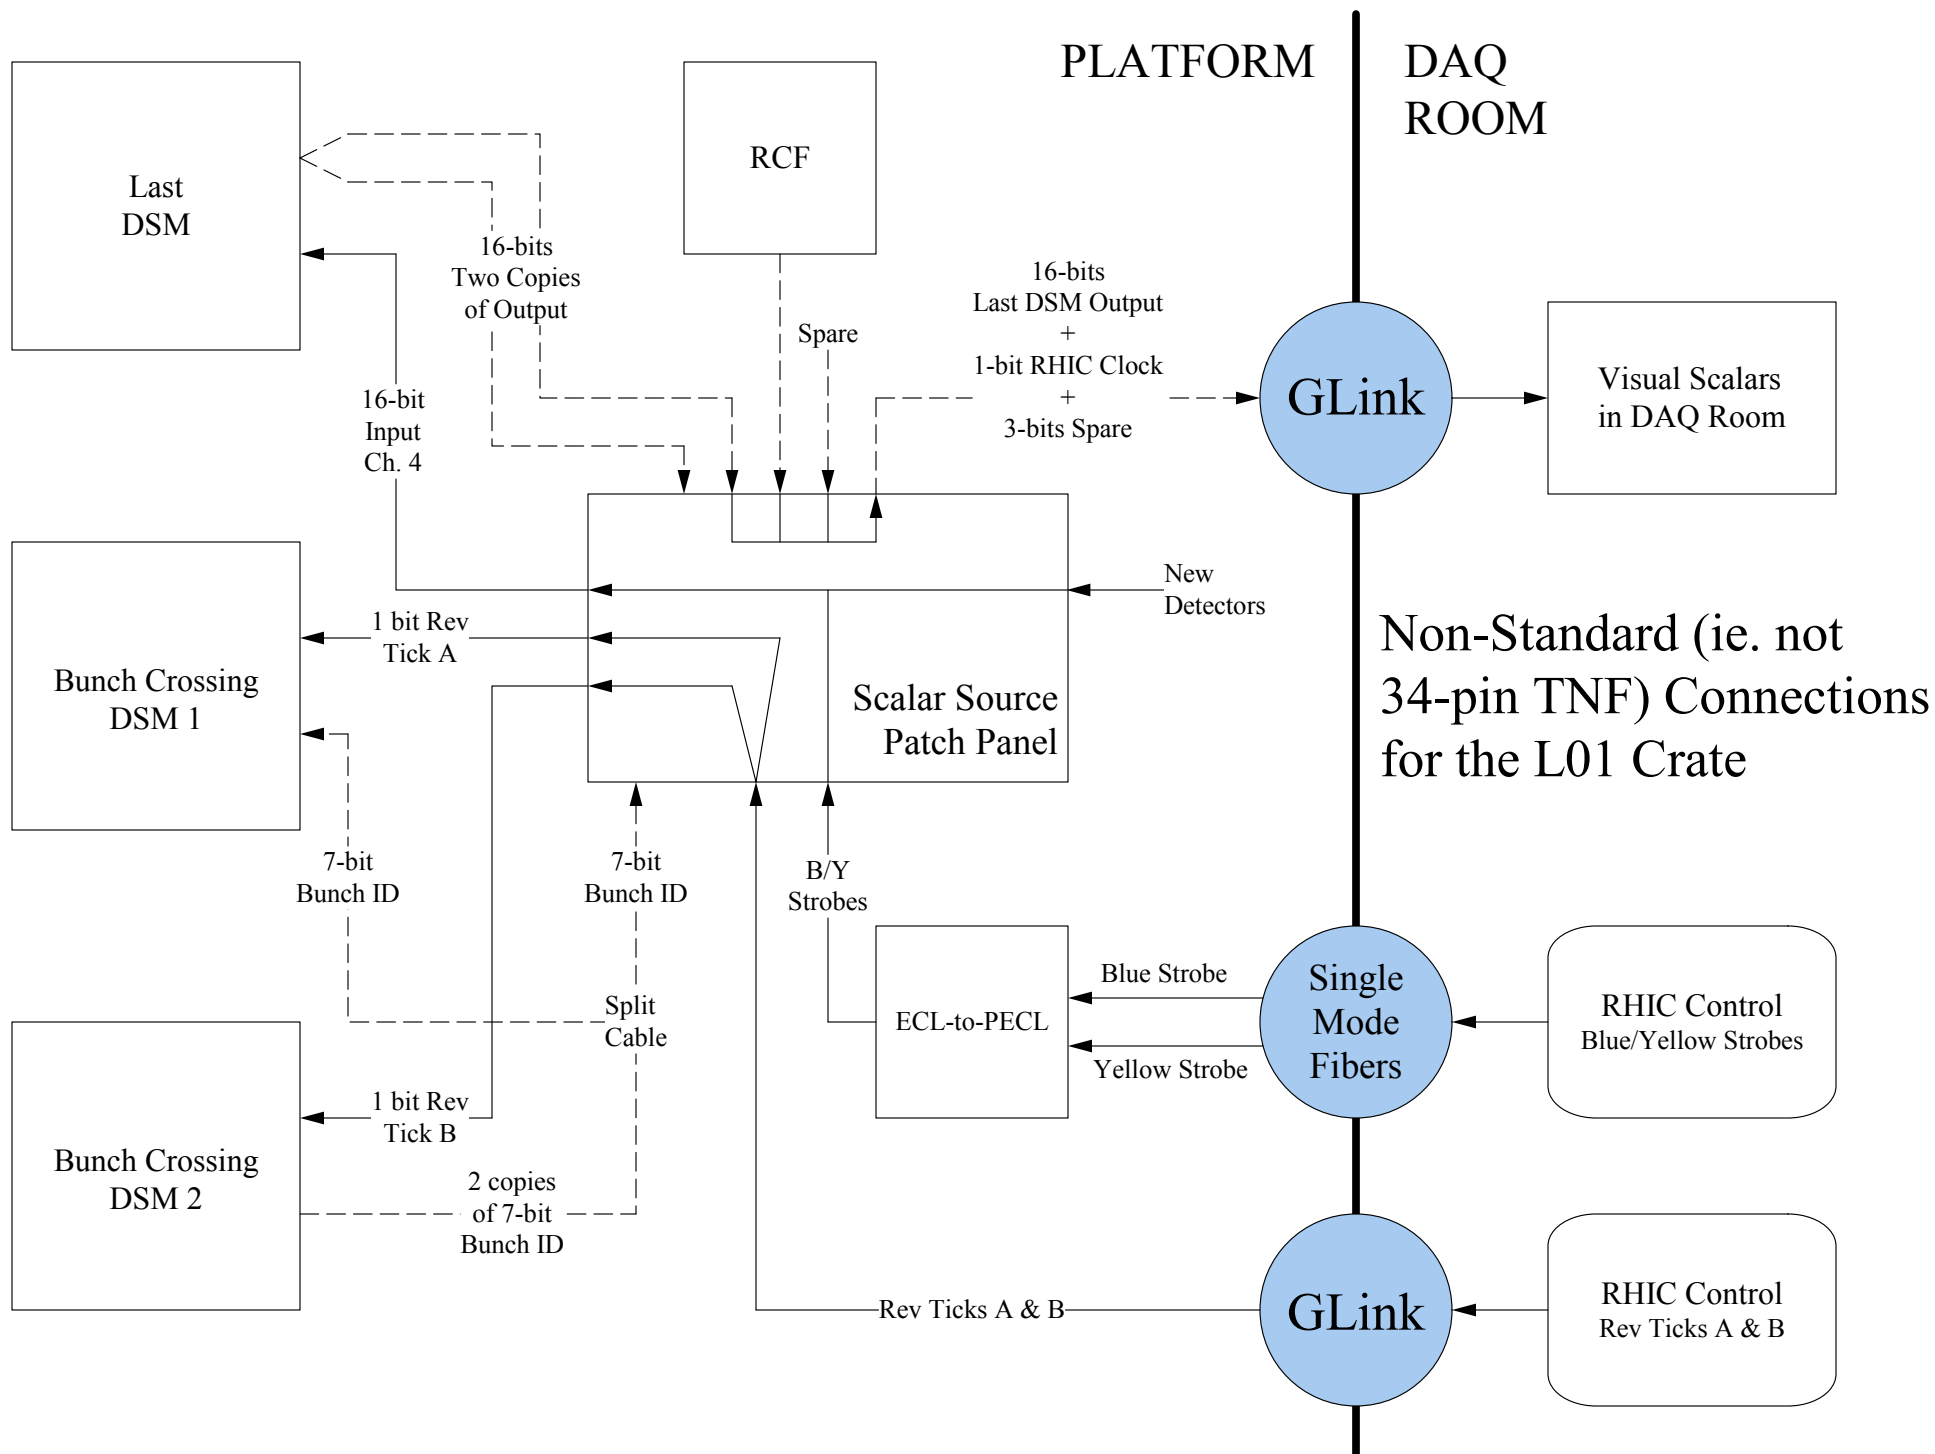 PLATFORM
DAQ
ROOM
Last
DSM
RCF
16-bits
Two Copies
of Output
Spare
16-bits
Last DSM Output
+
1-bit RHIC Clock
+
3-bits Spare
GLink
Visual Scalars
in DAQ Room
16-bit
Input
Ch. 4
New
Detectors
1 bit Rev
Tick A
Bunch Crossing
DSM 1
Scalar Source
Patch Panel
Non-Standard (ie. not
34-pin TNF) Connections
for the L01 Crate
7-bit
Bunch ID
7-bit
Bunch ID
B/Y
Strobes
Split
Cable
ECL-to-PECL
Blue Strobe
Yellow Strobe
Single
Mode
Fibers
RHIC Control
Blue/Yellow Strobes
1 bit Rev
Tick B
Bunch Crossing
DSM 2
2 copies
of 7-bit
Bunch ID
Rev Ticks A & B
GLink
RHIC Control
Rev Ticks A & B